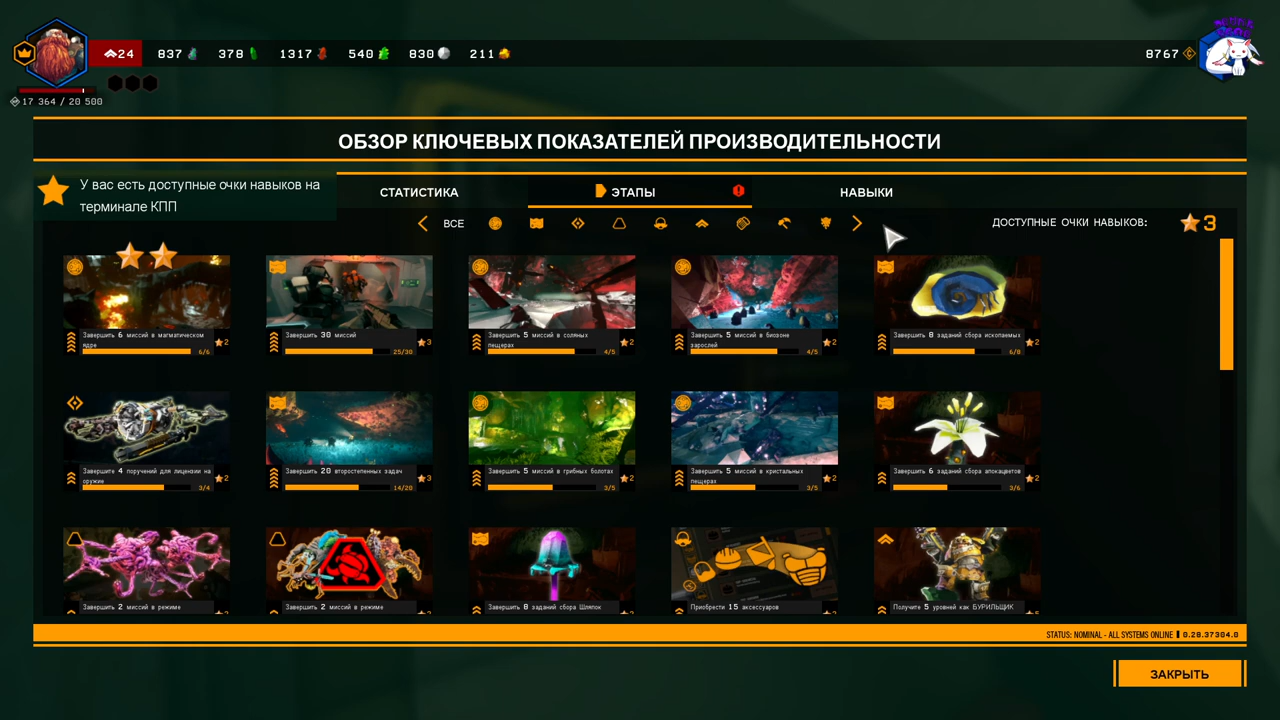 24 837 378 1317 540 830 211 8767
17 364 / 20 500
ОБЗОР КЛЮЧЕВЫХ ПОКАЗАТЕЛЕЙ ПРОИЗВОДИТЕЛЬНОСТИ
У вас есть доступные очки навыков на
терминале КПП
СТАТИСТИКА ЭТАПЫ НАВЫКИ
ВСЕ
ДОСТУПНЫЕ ОЧКИ НАВЫКОВ: 3
Завершить 6 миссий в магматическом
ядре
2
6/6
Завершить 30 миссий
3
25/30
Завершить 5 миссий в соляных
пещерах
2
4/5
Завершить 5 миссий в биозоне
зарослей
2
4/5
Завершить 8 заданий сбора ископаемых
2
6/8
Завершите 4 поручений для лицензии на
оружие
2
3/4
Завершить 20 второстепенных задач
3
14/20
Завершить 5 миссий в грибных болотах
2
3/5
Завершить 5 миссий в кристальных
пещерах
2
3/5
Завершить 6 заданий сбора апокацветов
2
3/6
Завершить 2 миссий в режиме
Завершить 2 миссий в режиме
Завершить 8 заданий сбора Шляпок
Приобрести 15 аксессуаров
Получите 5 уровней как БУРИЛЬЩИК
STATUS: NOMINAL - ALL SYSTEMS ONLINE 0.28.37304.0
ЗАКРЫТЬ